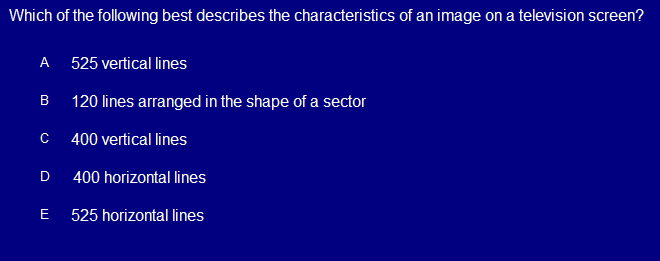 Which of the following best describes the characteristics of an image on a television screen?
A 525 vertical lines
B 120 lines arranged in the shape of a sector
C 400 vertical lines
D 400 horizontal lines
E 525 horizontal lines